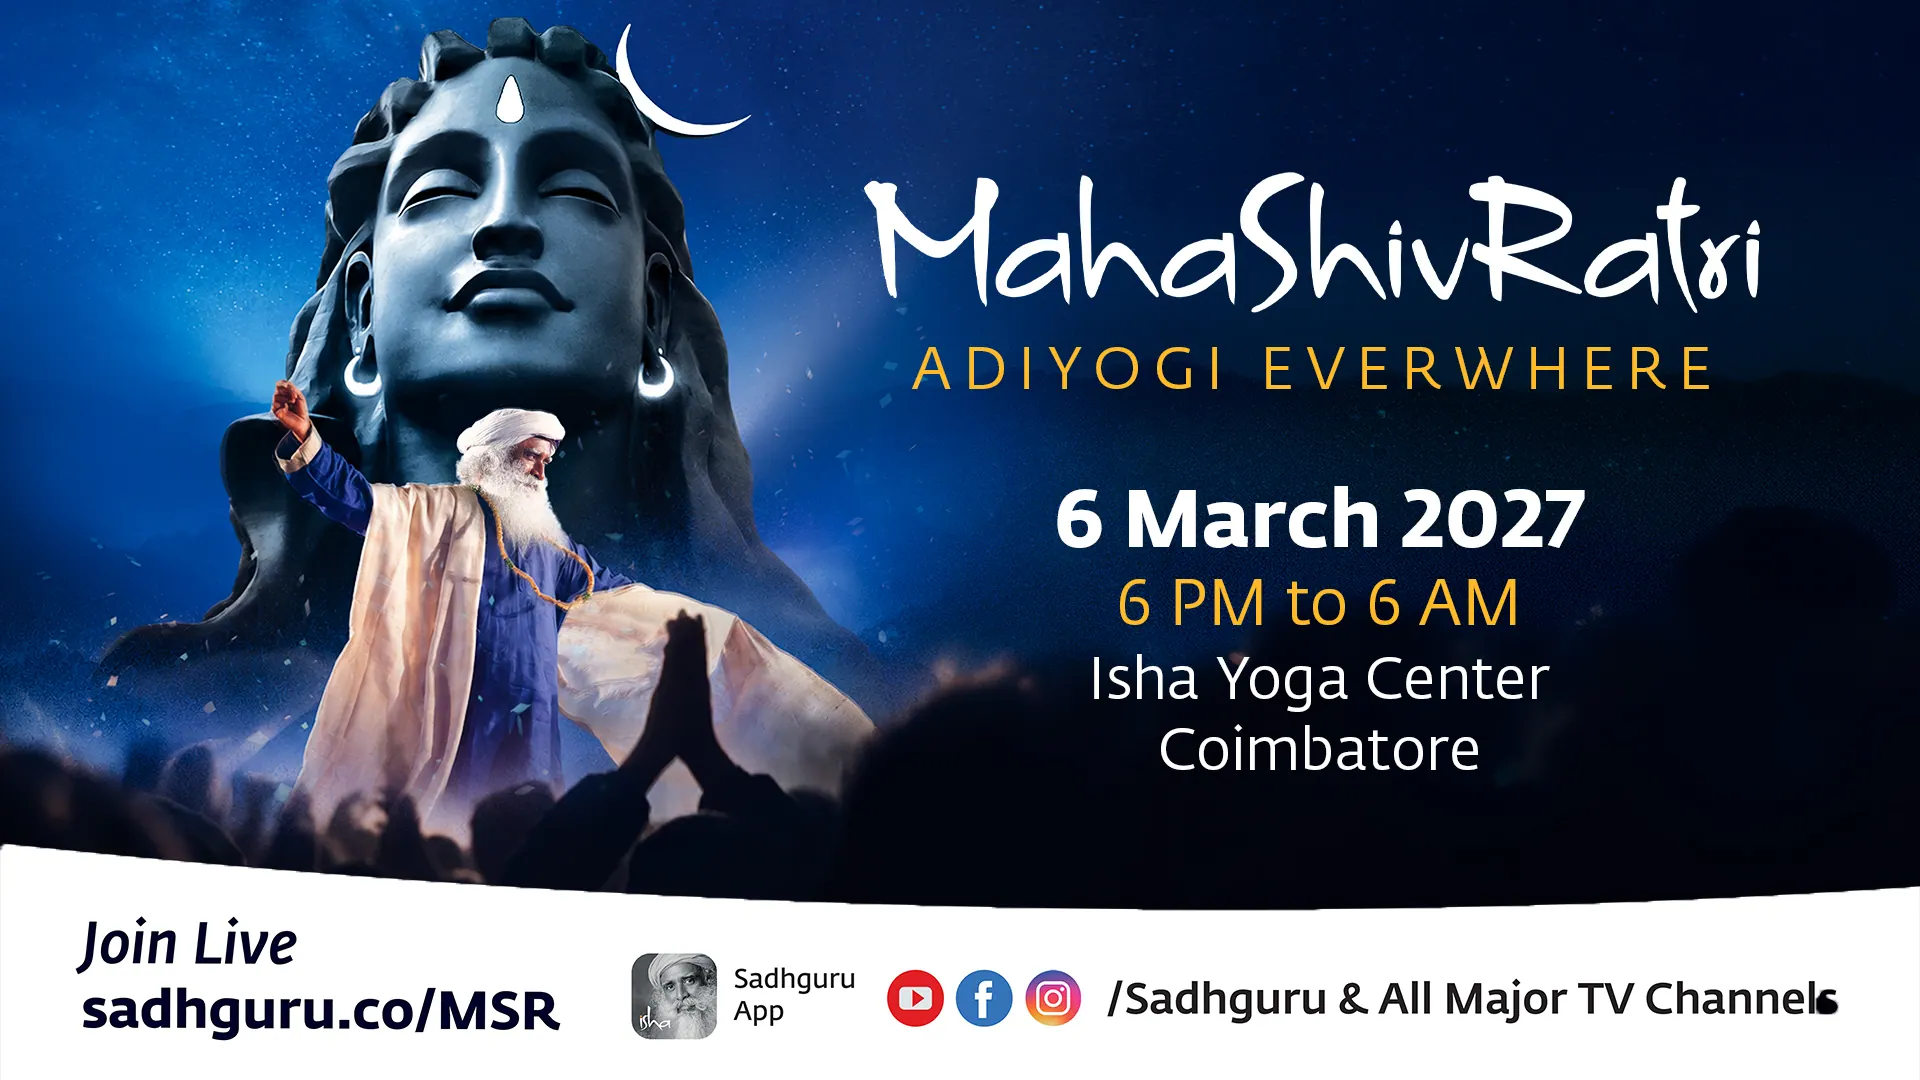 MahaShivRatri
ADIYOGI EVERWHERE
6 March 2027
6 PM to 6 AM
Isha Yoga Center
Coimbatore
Join Live
sadhguru.co/MSR
isha
Sadhguru
App
/Sadhguru & All Major TV Channels